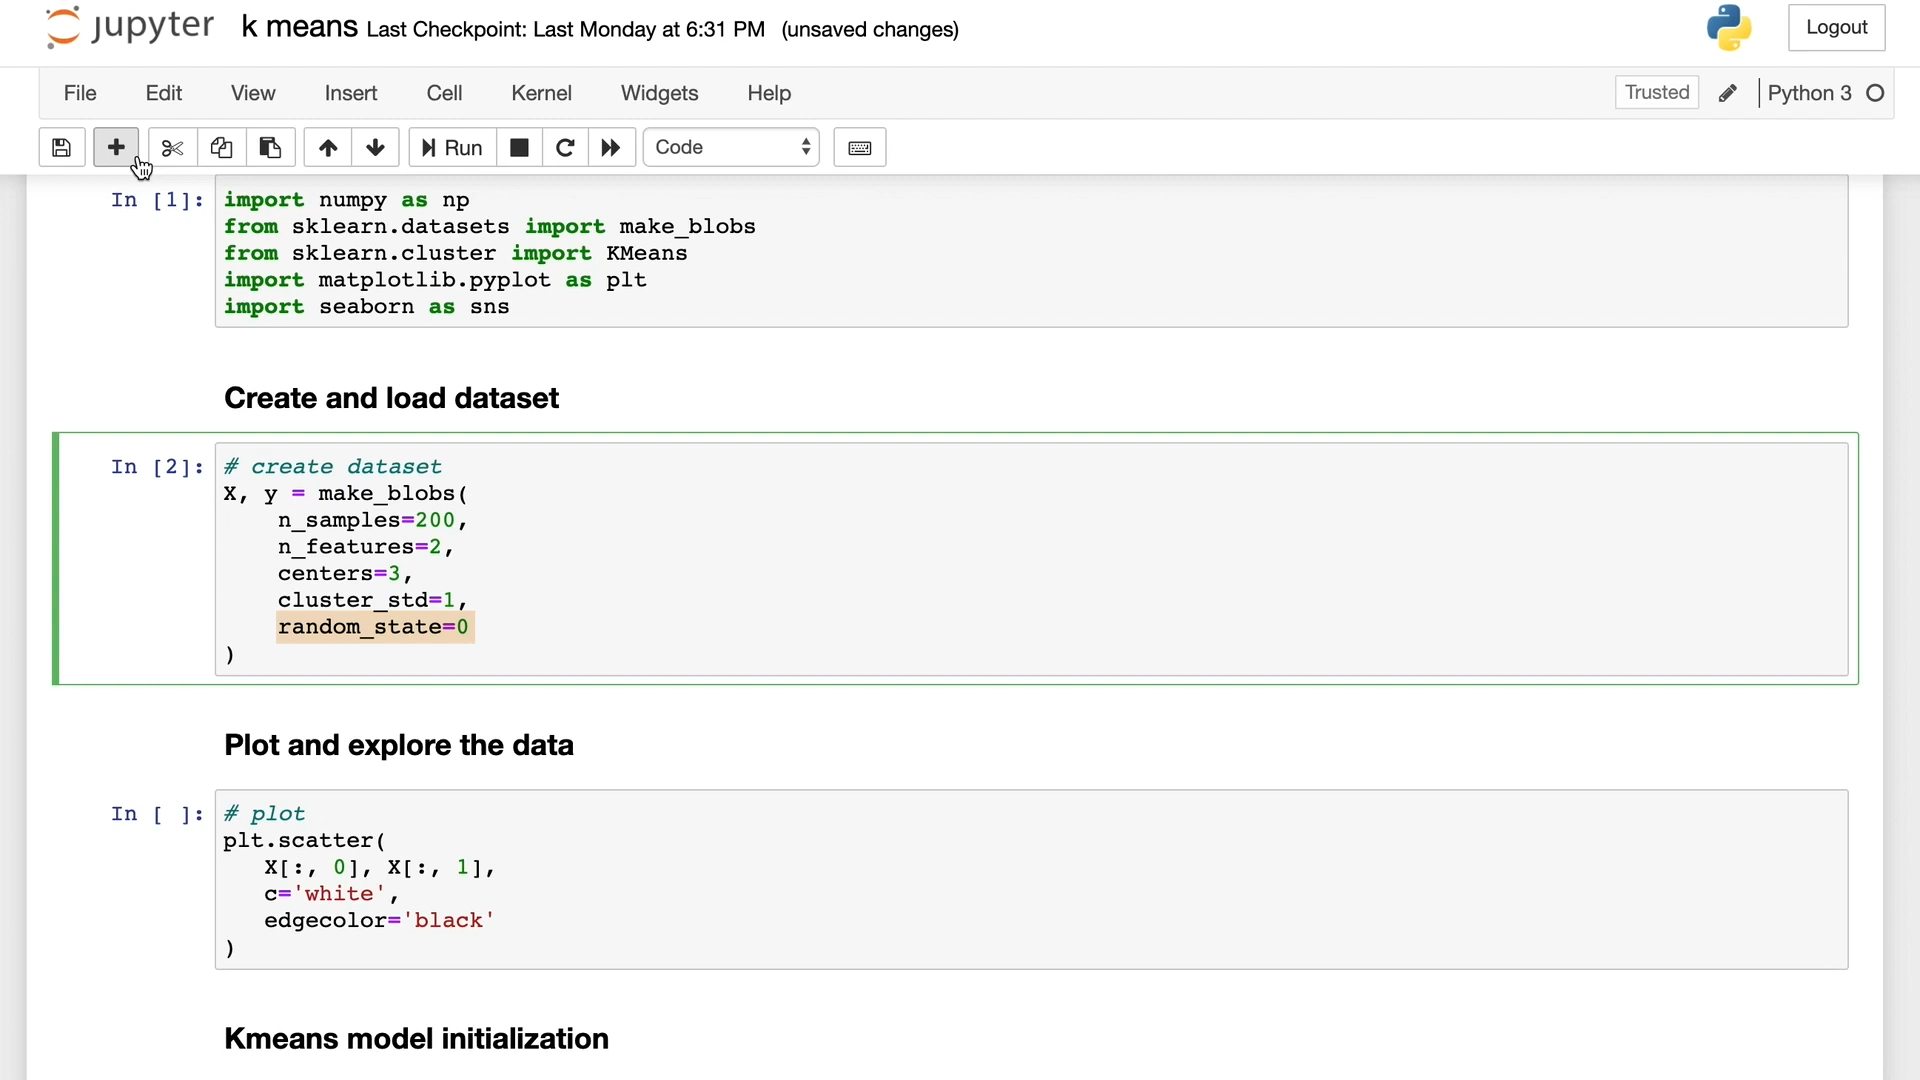 jupyter k means Last Checkpoint: Last Monday at 6:31 PM (unsaved changes) Logout
File Edit View Insert Cell Kernel Widgets Help Trusted Python 3
Run Code
In [1]: import numpy as np
from sklearn.datasets import make_blobs
from sklearn.cluster import KMeans
import matplotlib.pyplot as plt
import seaborn as sns
Create and load dataset
In [2]: # create dataset
X, y = make_blobs(
    n_samples=200,
    n_features=2,
    centers=3,
    cluster_std=1,
    random_state=0
)
Plot and explore the data
In [ ]: # plot
plt.scatter(
   X[:, 0], X[:, 1],
   c='white',
   edgecolor='black'
)
Kmeans model initialization